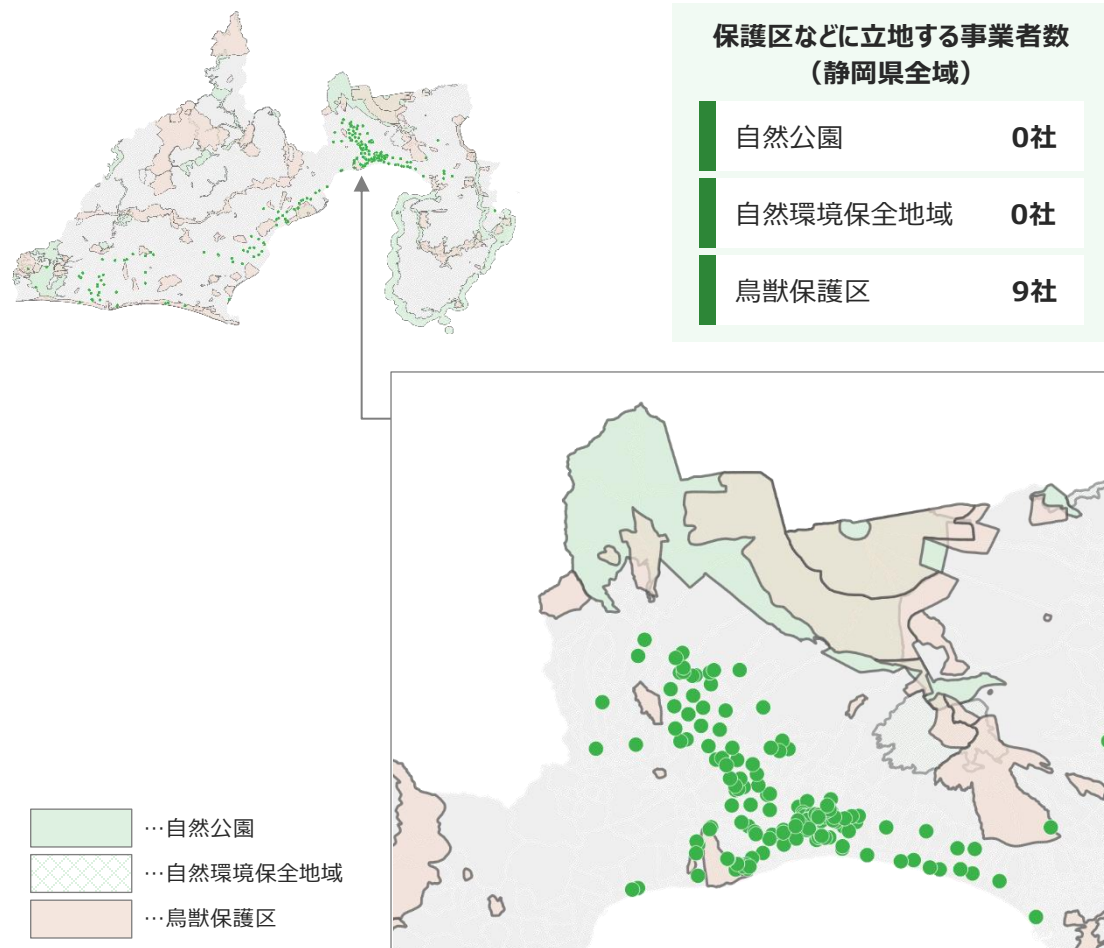 保護区などに立地する事業者数
（静岡県全域）
自然公園 0社
自然環境保全地域 0社
鳥獣保護区 9社
…自然公園
…自然環境保全地域
…鳥獣保護区